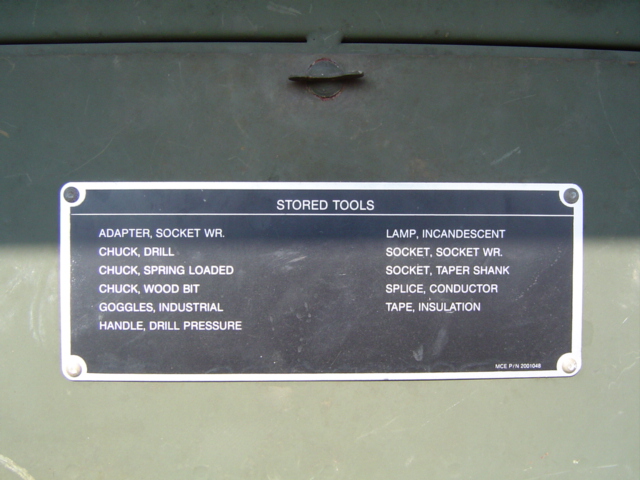 STORED TOOLS
ADAPTER, SOCKET WR.
CHUCK, DRILL
CHUCK, SPRING LOADED
CHUCK, WOOD BIT
GOGGLES, INDUSTRIAL
HANDLE, DRILL PRESSURE
LAMP, INCANDESCENT
SOCKET, SOCKET WR.
SOCKET, TAPER SHANK
SPLICE, CONDUCTOR
TAPE, INSULATION
MCE P/N 2001048